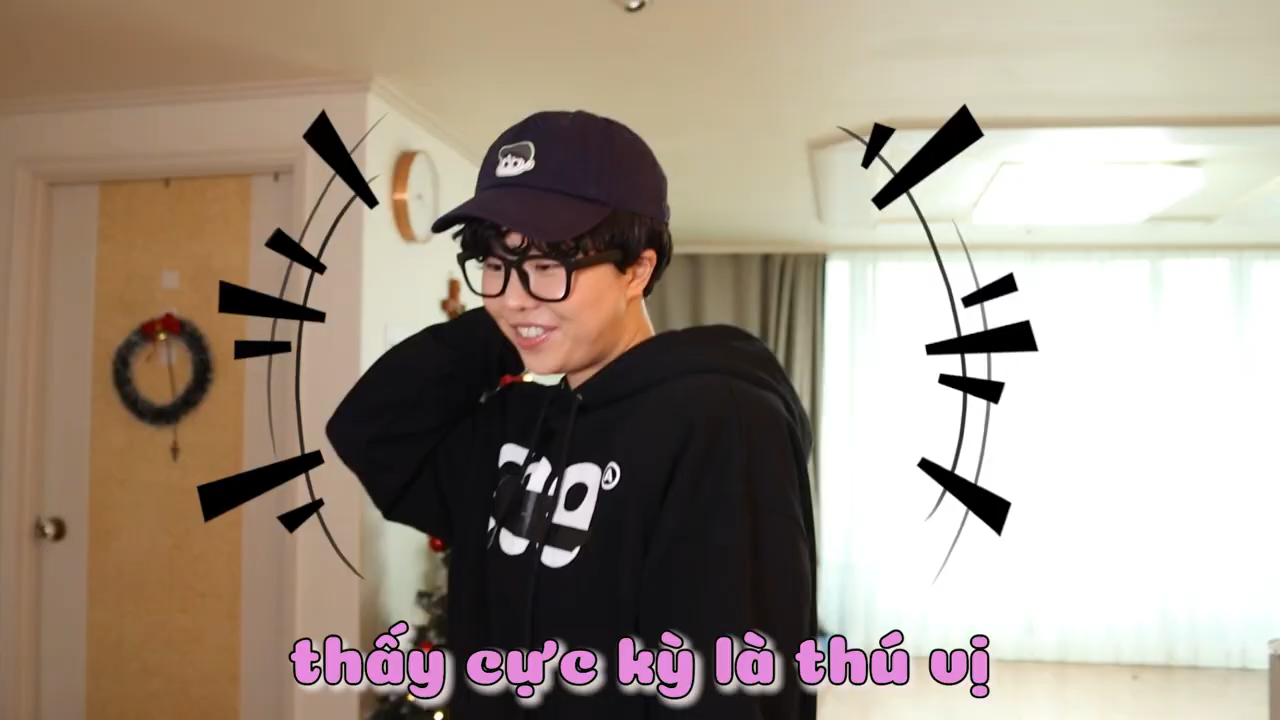 thấy cực kỳ là thú vị